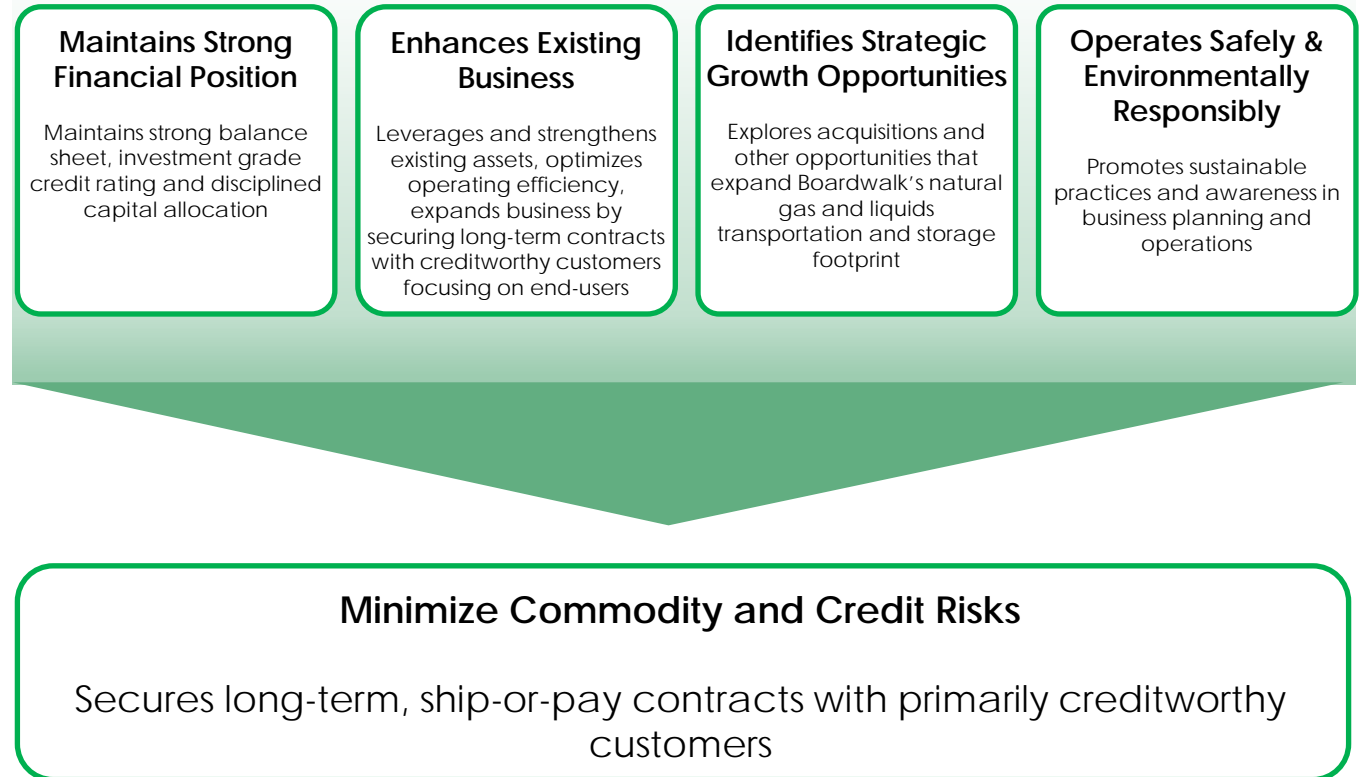 Maintains Strong
Financial Position
Maintains strong balance
sheet, investment grade
credit rating and disciplined
capital allocation
Enhances Existing
Business
Leverages and strengthens
existing assets, optimizes
operating efficiency,
expands business by
securing long-term contracts
with creditworthy customers
focusing on end-users
Identifies Strategic
Growth Opportunities
Explores acquisitions and
other opportunities that
expand Boardwalk's natural
gas and liquids
transportation and storage
footprint
Operates Safely &
Environmentally
Responsibly
Promotes sustainable
practices and awareness in
business planning and
operations
Minimize Commodity and Credit Risks
Secures long-term, ship-or-pay contracts with primarily creditworthy
customers